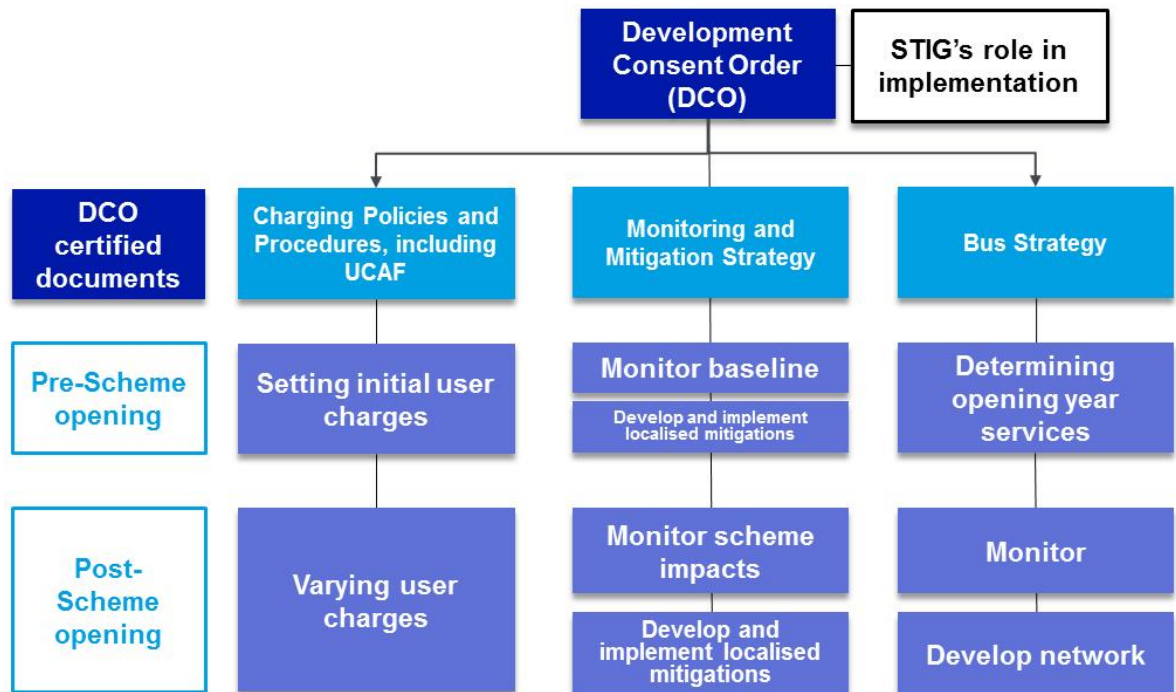 Development
Consent Order
(DCO)
STIG’s role in
implementation
DCO
certified
documents
Charging Policies and
Procedures, including
UCAF
Monitoring and
Mitigation Strategy
Bus Strategy
Pre-Scheme
opening
Setting initial user
charges
Monitor baseline
Develop and implement
localised mitigations
Determining
opening year
services
Post-
Scheme
opening
Varying user
charges
Monitor scheme
impacts
Develop and
implement localised
mitigations
Monitor
Develop network